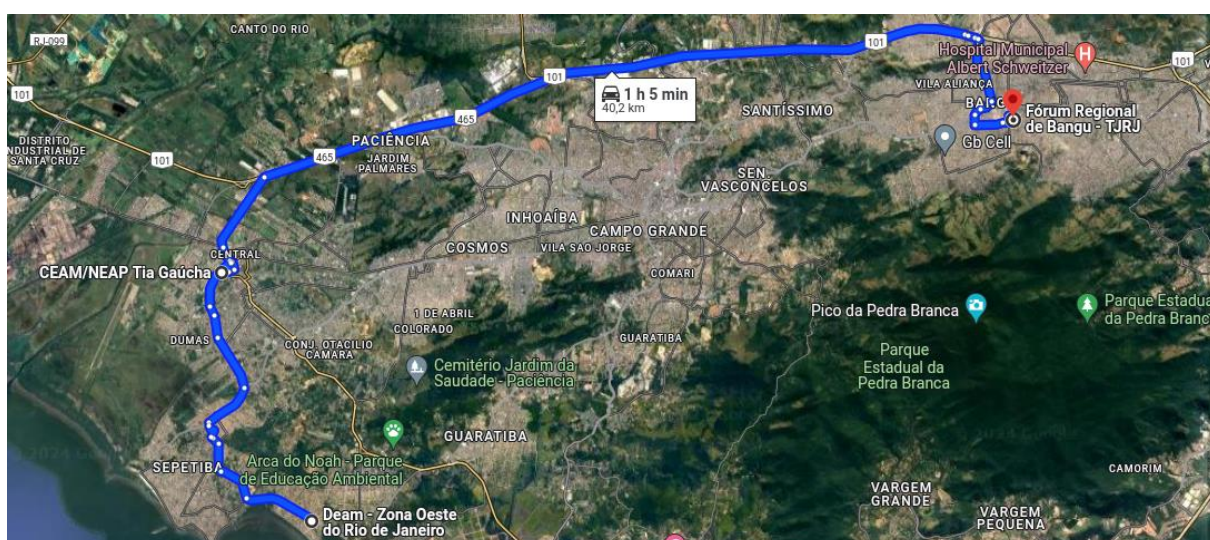 CANTO DO RIO
RJ-099
101
Hospital Municipal
Albert Schweitzer
101
101
101
VILA ALIANÇA
1 h 5 min
40,2 km
SANTÍSSIMO
Fórum Regional
de Bangu - TJRJ
465
PACIÊNCIA
Gb Cell
DISTRITO
INDUSTRIAL DE
SANTA CRUZ
101
465
JARDIM
PALMARES
SEN.
VASCONCELOS
INHOAÍBA
CAMPO GRANDE
CENTRAL
COSMOS
VILA SÃO JORGE
CEAM/NEAP Tia Gaúcha
COMARI
Pico da Pedra Branca
Parque Estadu
da Pedra Branc
1 DE ABRIL
COLORADO
DUMAS
CONJ. OTACILIO
CAMARA
GUARATIBA
Parque
Estadual da
Pedra Branca
Cemitério Jardim da
Saudade - Paciência
GUARATIBA
SEPETIBA
Arca do Noah - Parque
de Educação Ambiental
CAMORIM
VARGEM
GRANDE
Deam - Zona Oeste
do Rio de Janeiro
VARGEM
PEQUENA